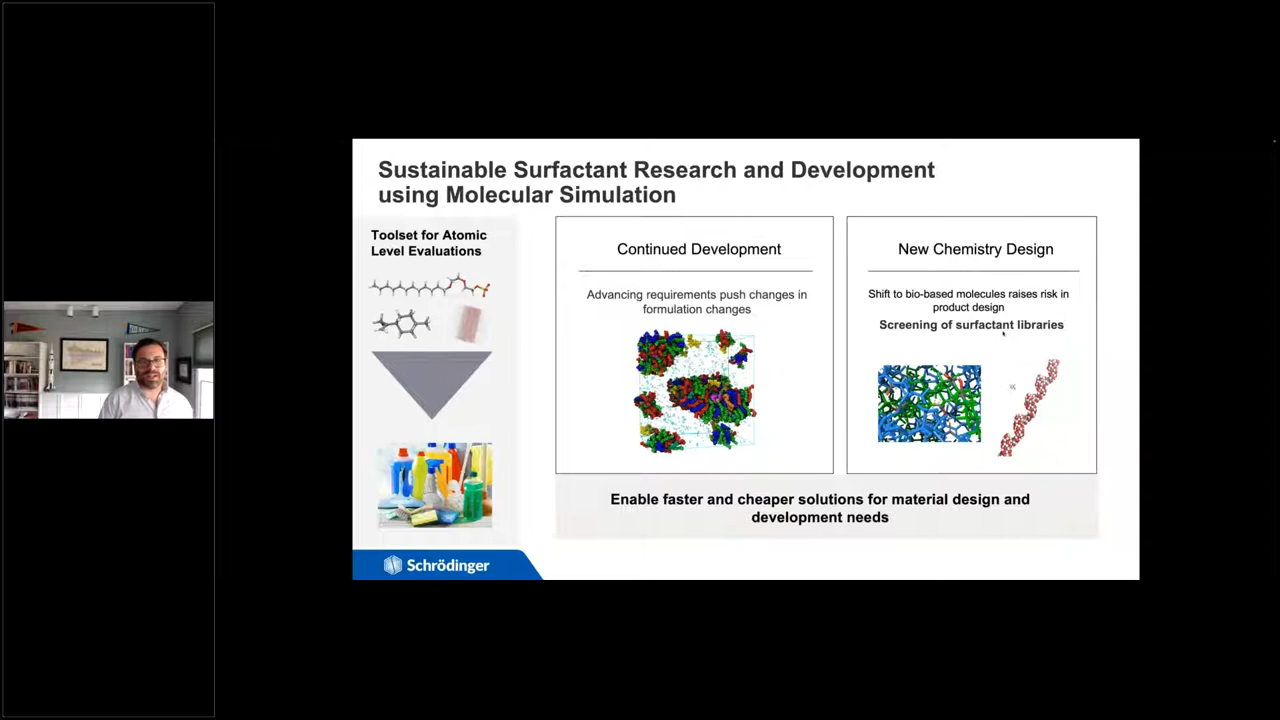 Sustainable Surfactant Research and Development
using Molecular Simulation
Toolset for Atomic
Level Evaluations
Continued Development
Advancing requirements push changes in
formulation changes
New Chemistry Design
Shift to bio-based molecules raises risk in
product design
Screening of surfactant libraries
Enable faster and cheaper solutions for material design and
development needs
Schrödinger